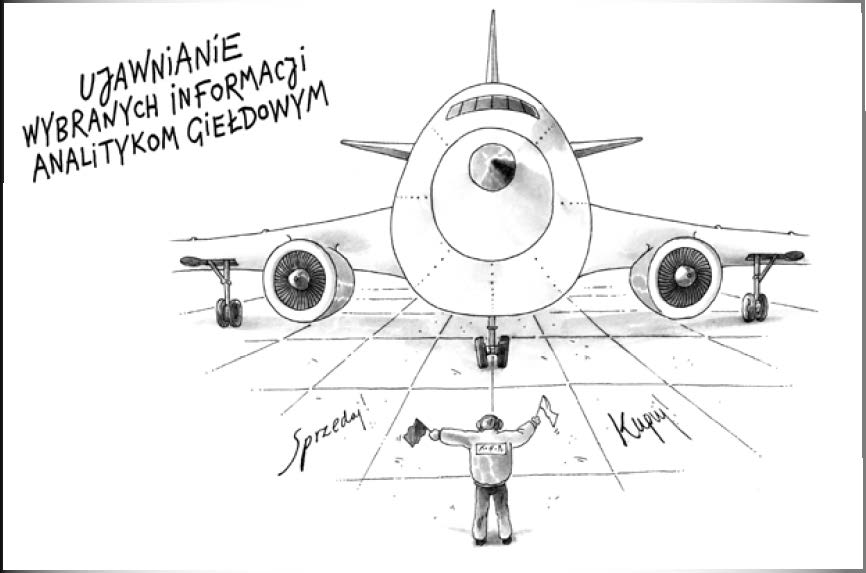 UJAWNiANiE
WYBRANYCH iNFORMACJi
ANALiTYKOM GiEŁDOWYM
Sprzedaj!
Kupuj!